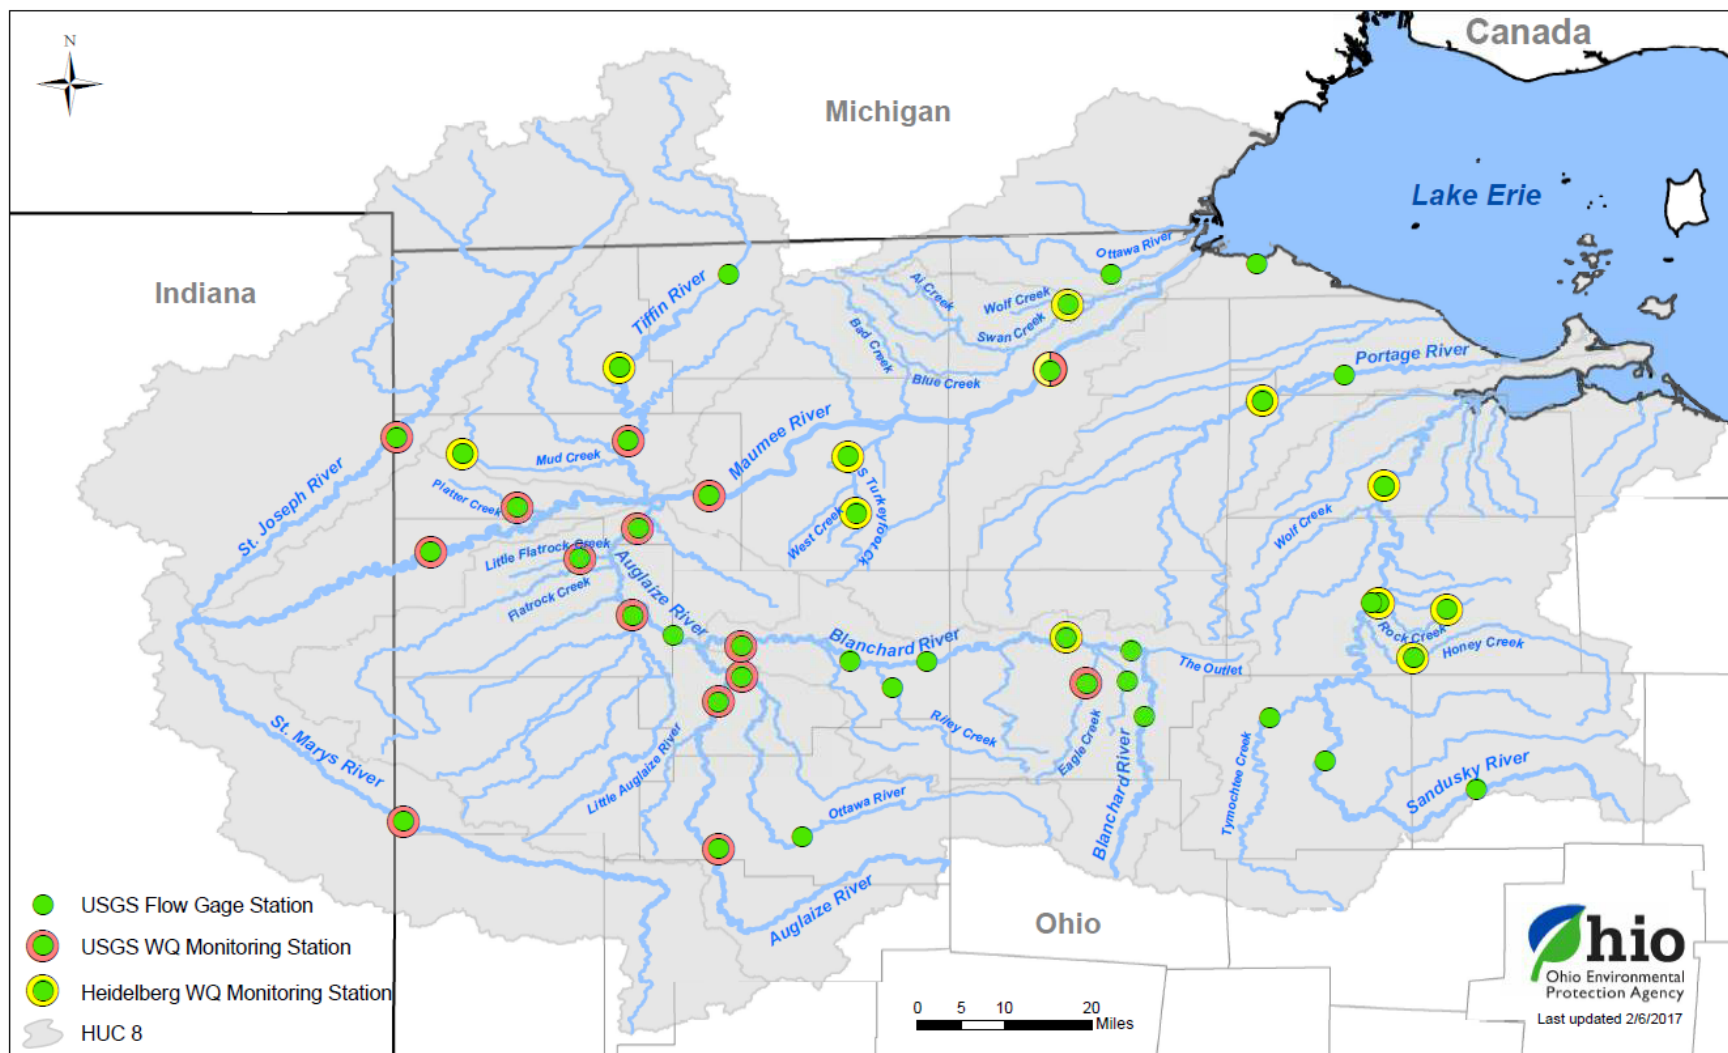 N
Canada
Michigan
Lake Erie
Indiana
Ottawa River
Tiffin River
Ai Creek
Wolf Creek
Swan Creek
Bad Creek
Blue Creek
Portage River
Maumee River
Mud Creek
St. Joseph River
Platter Creek
S Turkeyfoot Ck
West Creek
Wolf Creek
Little Flatrock Creek
Flatrock Creek
Auglaize River
Blanchard River
The Outlet
Rock Creek
Honey Creek
St. Marys River
Little Auglaize River
Riley Creek
Eagle Creek
Blanchard River
Tymochtee Creek
Sandusky River
Ottawa River
Auglaize River
Ohio
USGS Flow Gage Station
USGS WQ Monitoring Station
Heidelberg WQ Monitoring Station
HUC 8
0 5 10 20
Miles
Ohio
Ohio Environmental
Protection Agency
Last updated 2/6/2017